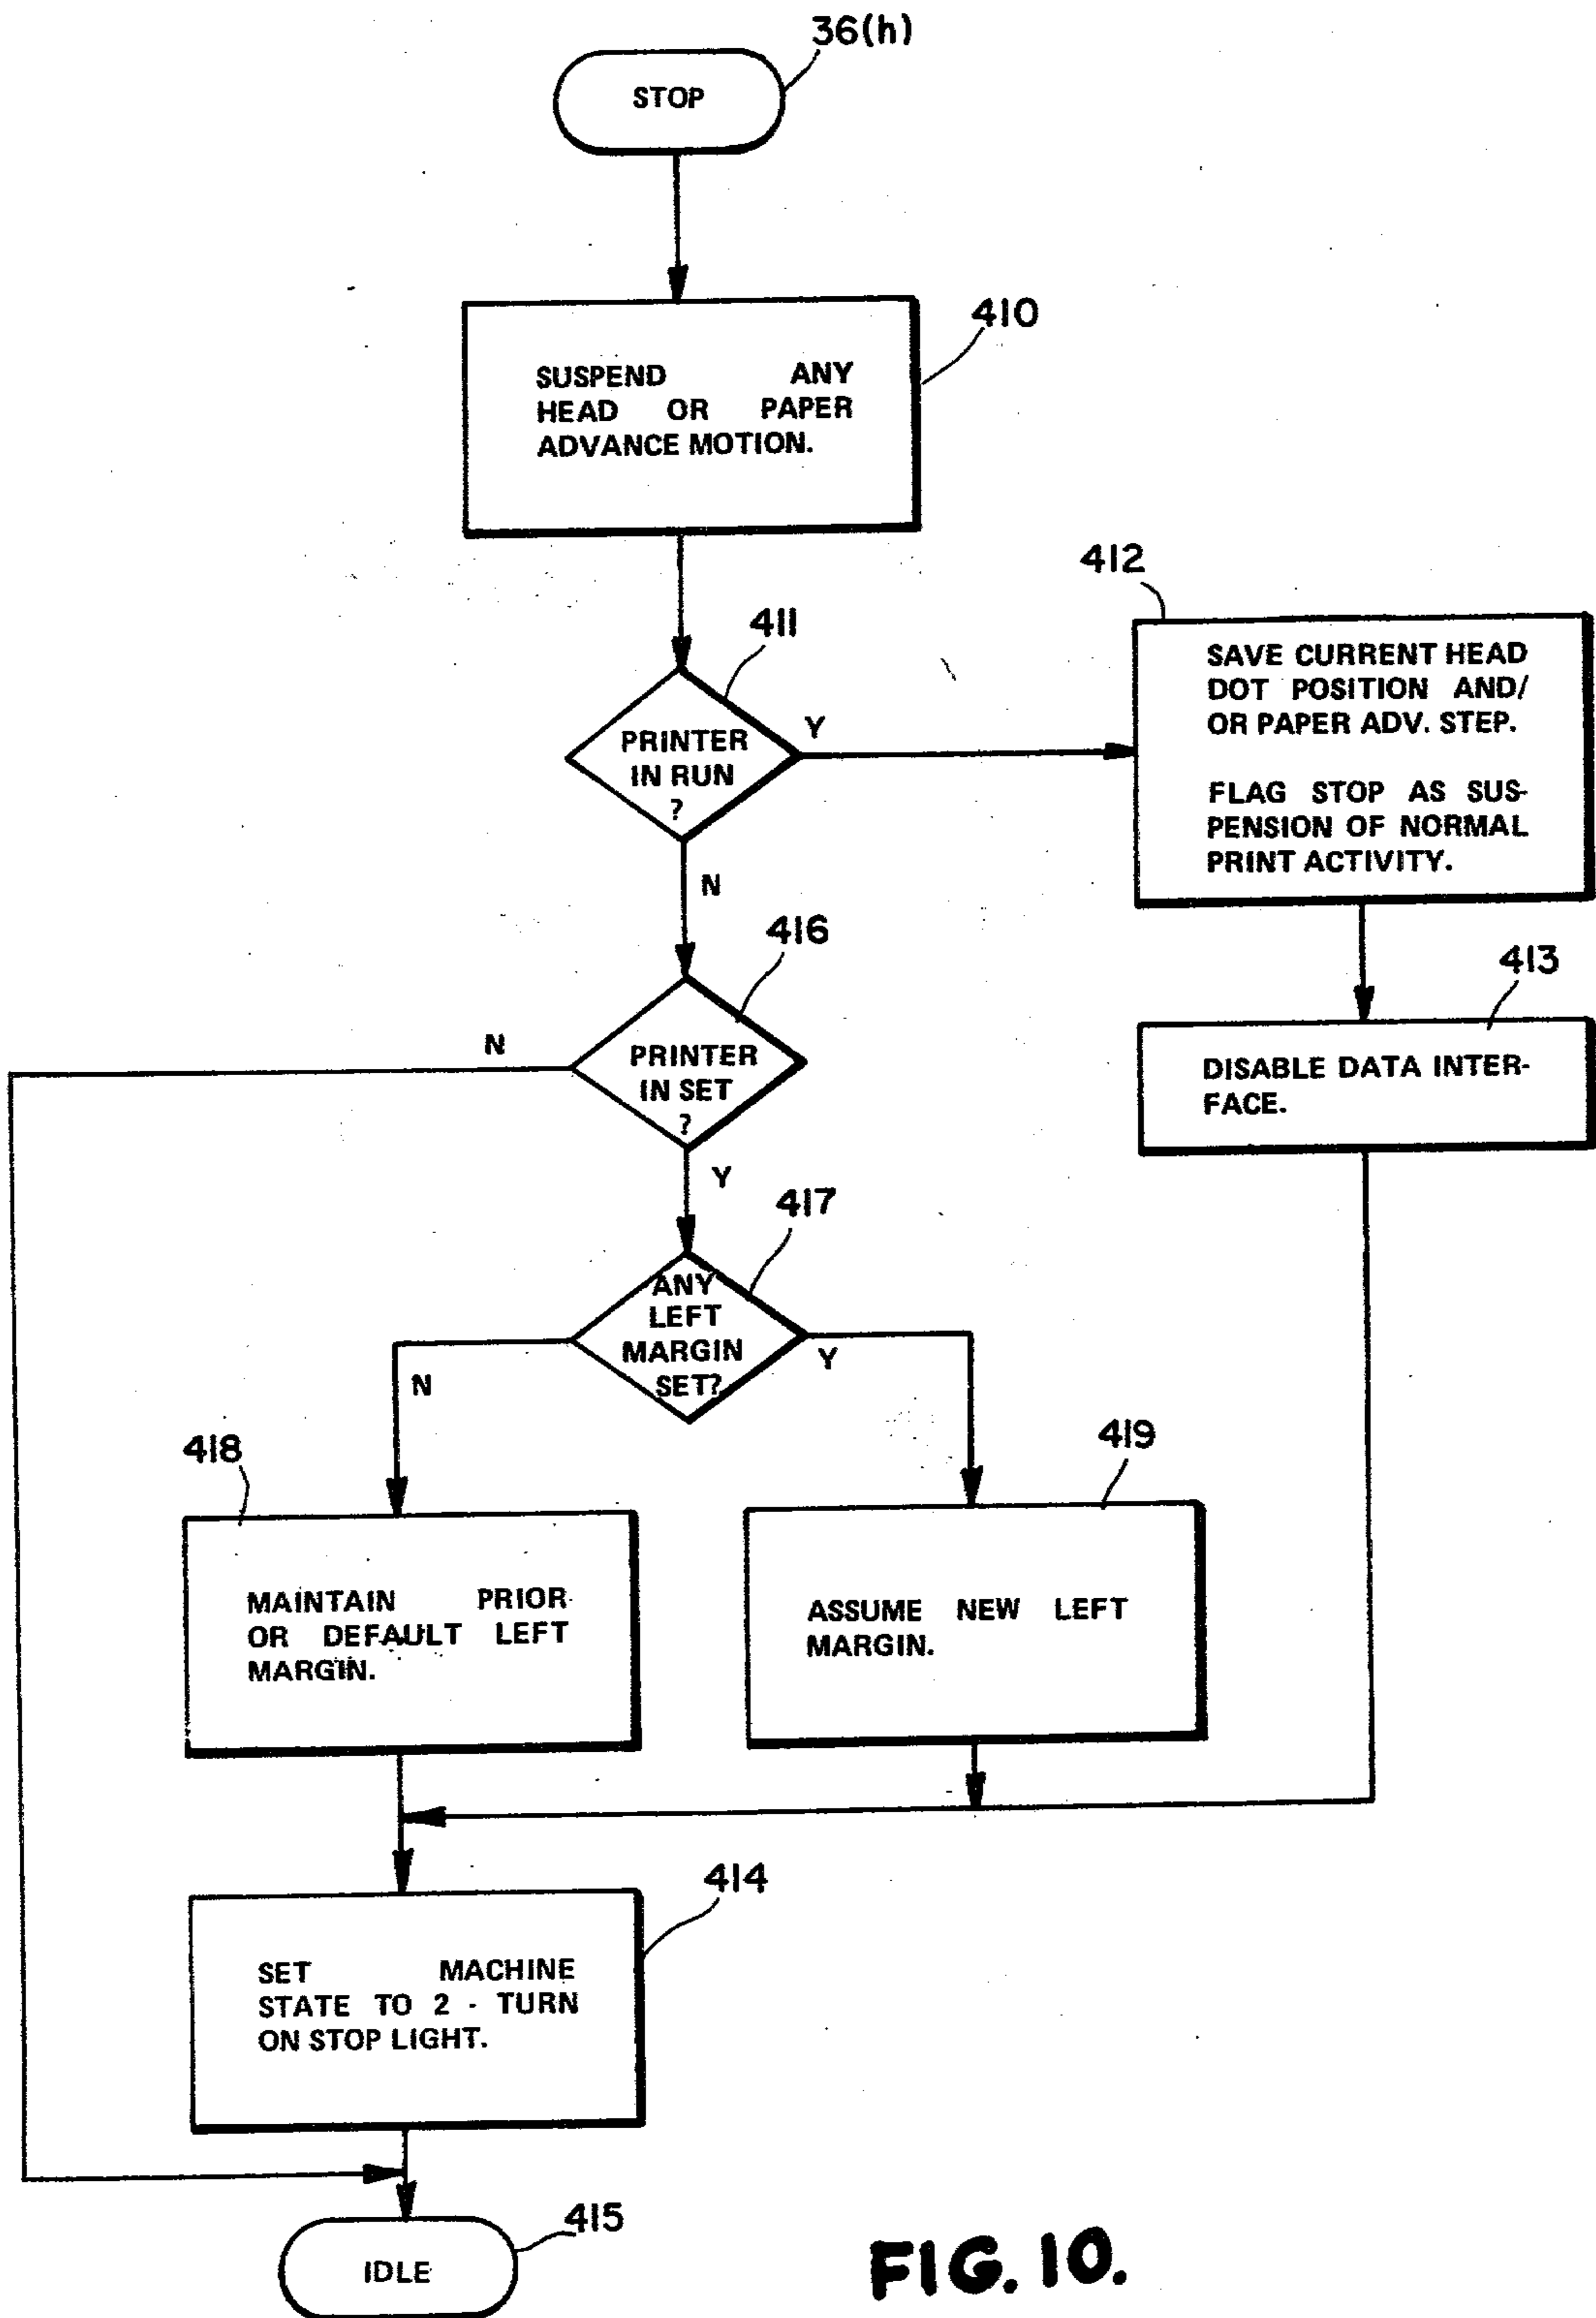 36(h)
STOP
410
SUSPEND ANY
HEAD OR PAPER
ADVANCE MOTION.
411
PRINTER
IN RUN
?
Y
N
412
SAVE CURRENT HEAD
DOT POSITION AND/
OR PAPER ADV. STEP.
FLAG STOP AS SUS-
PENSION OF NORMAL
PRINT ACTIVITY.
413
DISABLE DATA INTER-
FACE.
416
PRINTER
IN SET
?
N
Y
417
ANY
LEFT
MARGIN
SET?
N
Y
418
MAINTAIN PRIOR
OR DEFAULT LEFT
MARGIN.
419
ASSUME NEW LEFT
MARGIN.
414
SET MACHINE
STATE TO 2 - TURN
ON STOP LIGHT.
415
IDLE
FIG. 10.